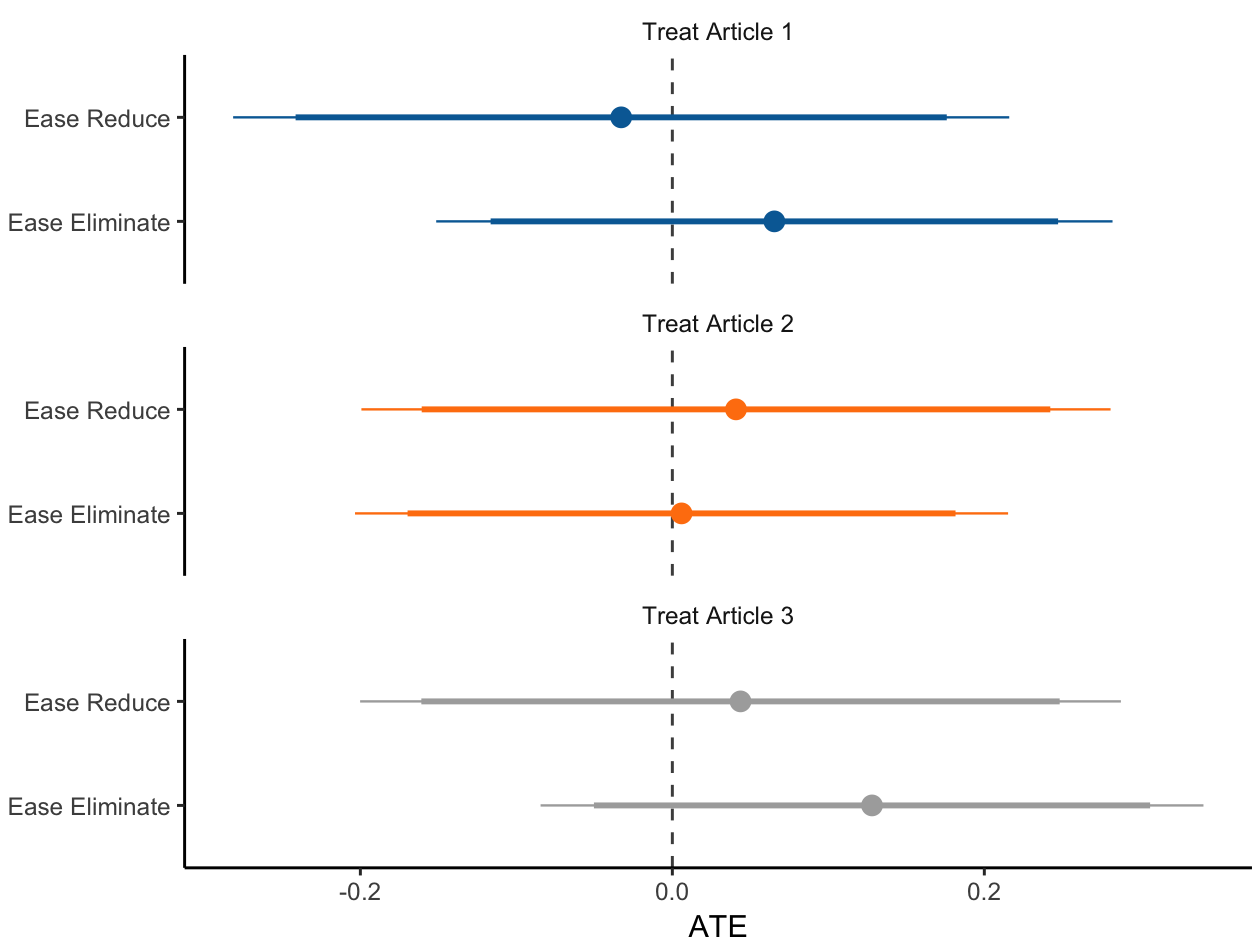 Treat Article 1
Ease Reduce
Ease Eliminate
Treat Article 2
Ease Reduce
Ease Eliminate
Treat Article 3
Ease Reduce
Ease Eliminate
-0.2 0.0 0.2
ATE